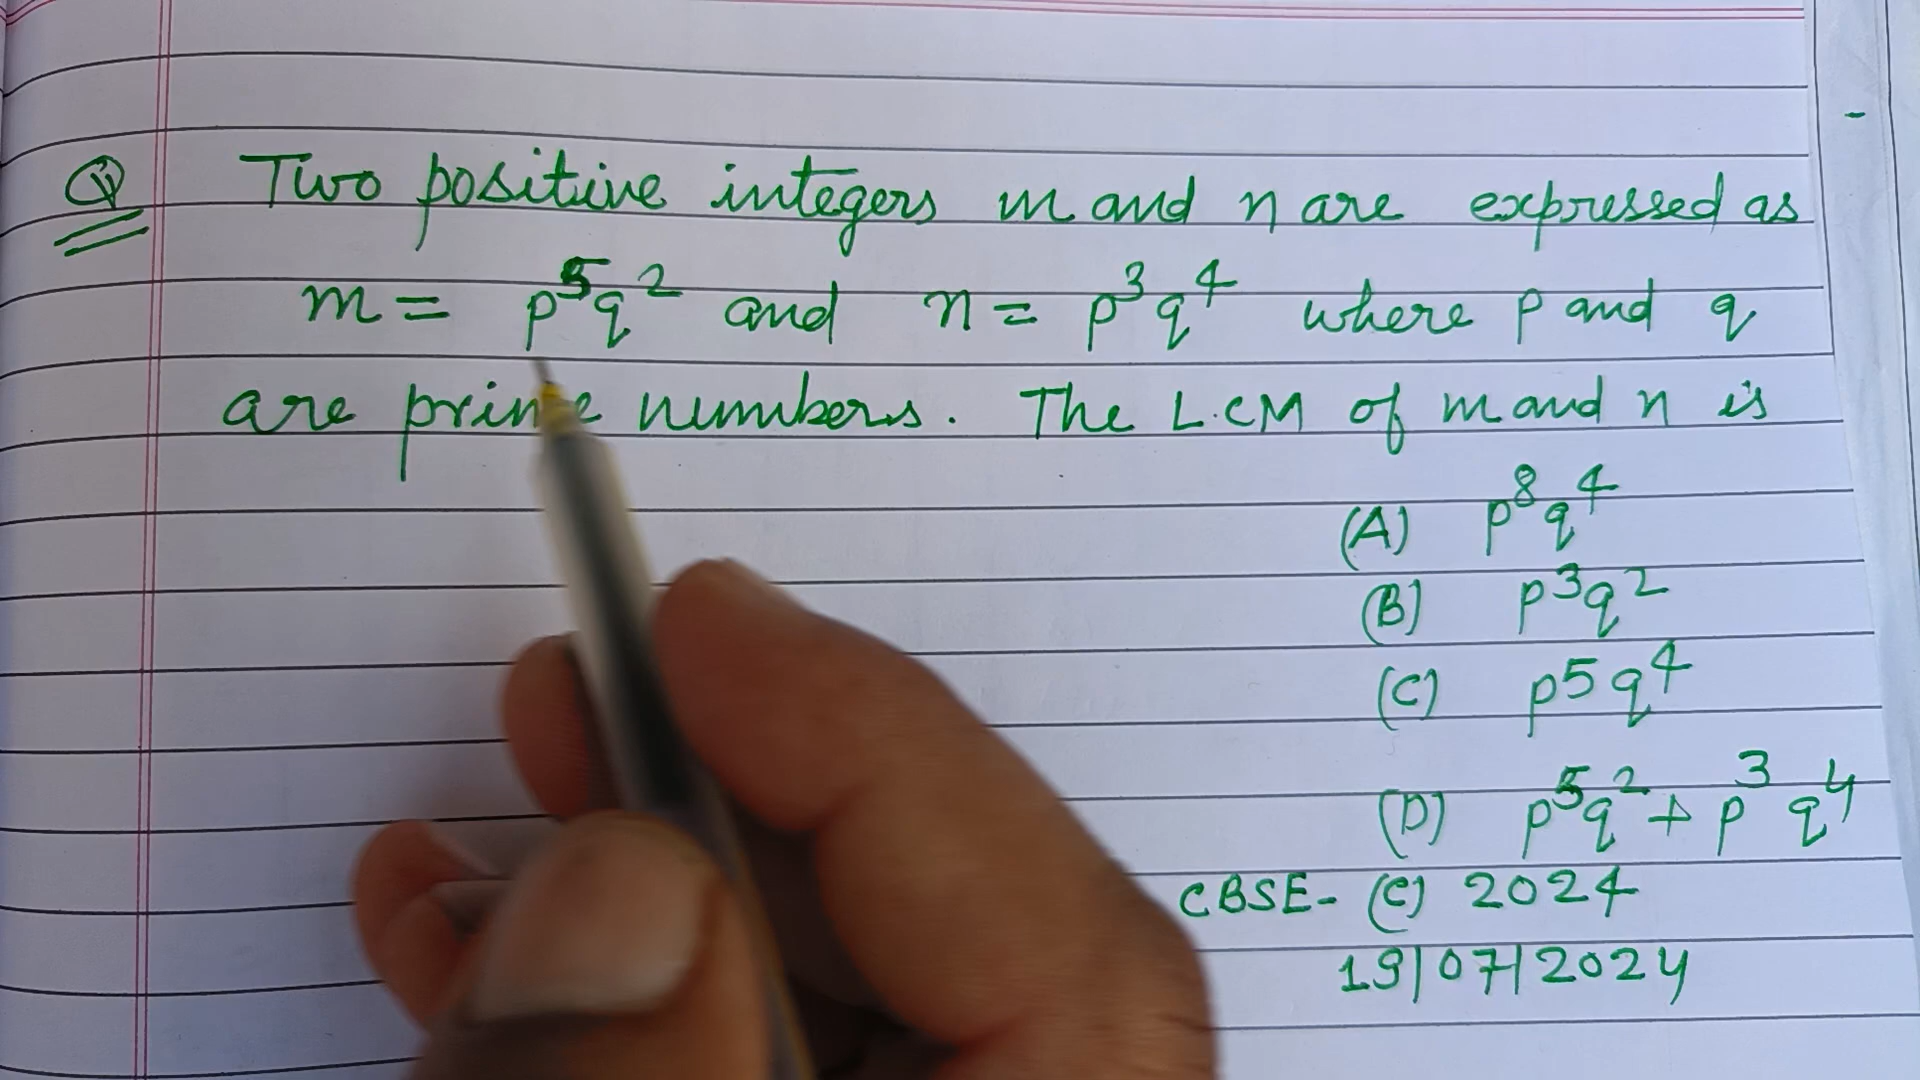 Q Two positive integers m and n are expressed as
m = p⁵q² and n = p³q⁴ where p and q
are prime numbers. The L.CM of m and n is
(A) p⁸q⁴
(B) p³q²
(C) p⁵q⁴
(D) p⁵q² + p³q⁴
CBSE- (C) 2024
19/07/2024